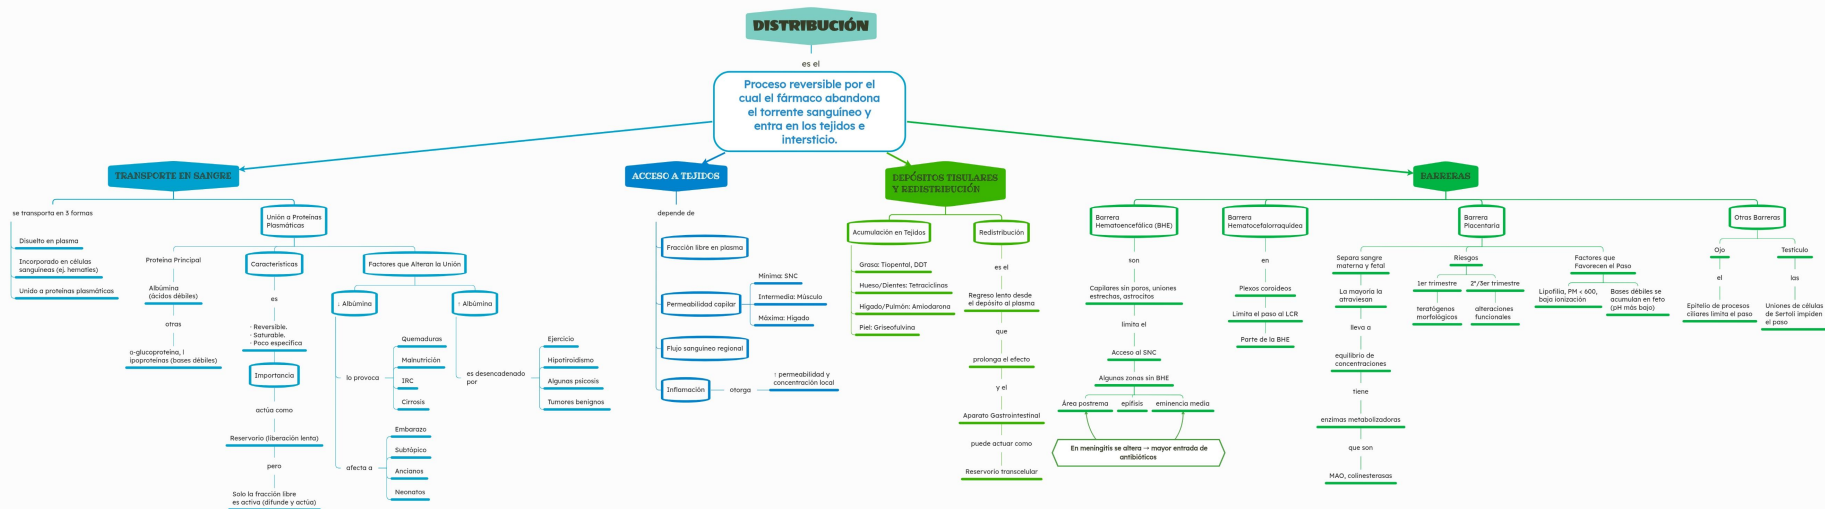 DISTRIBUCIÓN
es el
Proceso reversible por el
cual el fármaco abandona
el torrente sanguíneo y
entra en los tejidos e
intersticio.
TRANSPORTE EN SANGRE
se transporta en 3 formas
Disuelto en plasma
Incorporado en células
sanguíneas (ej. hematíes)
Unido a proteínas plasmáticas
Unión a Proteínas
Plasmáticas
Proteína Principal
Albúmina
(ácidos débiles)
otras
α-glucoproteína, l
ipoproteínas (bases débiles)
Características
es
· Reversible.
· Saturable.
· Poco específica
Importancia
actúa como
Reservorio (liberación lenta)
pero
Solo la fracción libre
es activa (difunde y actúa)
Factores que Alteran la Unión
↓ Albúmina
lo provoca
Quemaduras
Malnutrición
IRC
Cirrosis
afecta a
Embarazo
Subtópico
Ancianos
Neonatos
↑ Albúmina
es desencadenado
por
Ejercicio
Hipotiroidismo
Algunas psicosis
Tumores benignos
ACCESO A TEJIDOS
depende de
Fracción libre en plasma
Permeabilidad capilar
Mínima: SNC
Intermedia: Músculo
Máxima: Hígado
Flujo sanguíneo regional
Inflamación
otorga
↑ permeabilidad y
concentración local
DEPÓSITOS TISULARES
Y REDISTRIBUCIÓN
Acumulación en Tejidos
Grasa: Tiopental, DDT
Hueso/Dientes: Tetraciclinas
Hígado/Pulmón: Amiodarona
Piel: Griseofulvina
Redistribución
es el
Regreso lento desde
el depósito al plasma
que
prolonga el efecto
y el
Aparato Gastrointestinal
puede actuar como
Reservorio transcelular
BARRERAS
Barrera
Hematoencefálica (BHE)
son
Capilares sin poros, uniones
estrechas, astrocitos
limita el
Acceso al SNC
Algunas zonas sin BHE
Área postrema
epífisis
eminencia media
En meningitis se altera → mayor entrada de
antibióticos
Barrera
Hematocefalorraquídea
en
Plexos coroideos
Limita el paso al LCR
Parte de la BHE
Barrera
Placentaria
Separa sangre
materna y fetal
La mayoría la
atraviesan
lleva a
equilibrio de
concentraciones
tiene
enzimas metabolizadoras
que son
MAO, colinesterasas
Riesgos
1er trimestre
teratógenos
morfológicos
2º/3er trimestre
alteraciones
funcionales
Factores que
Favorecen el Paso
Lipofilia, PM < 600,
baja ionización
Bases débiles se
acumulan en feto
(pH más bajo)
Otras Barreras
Ojo
el
Epitelio de procesos
ciliares limita el paso
Testículo
las
Uniones de células
de Sertoli impiden
el paso